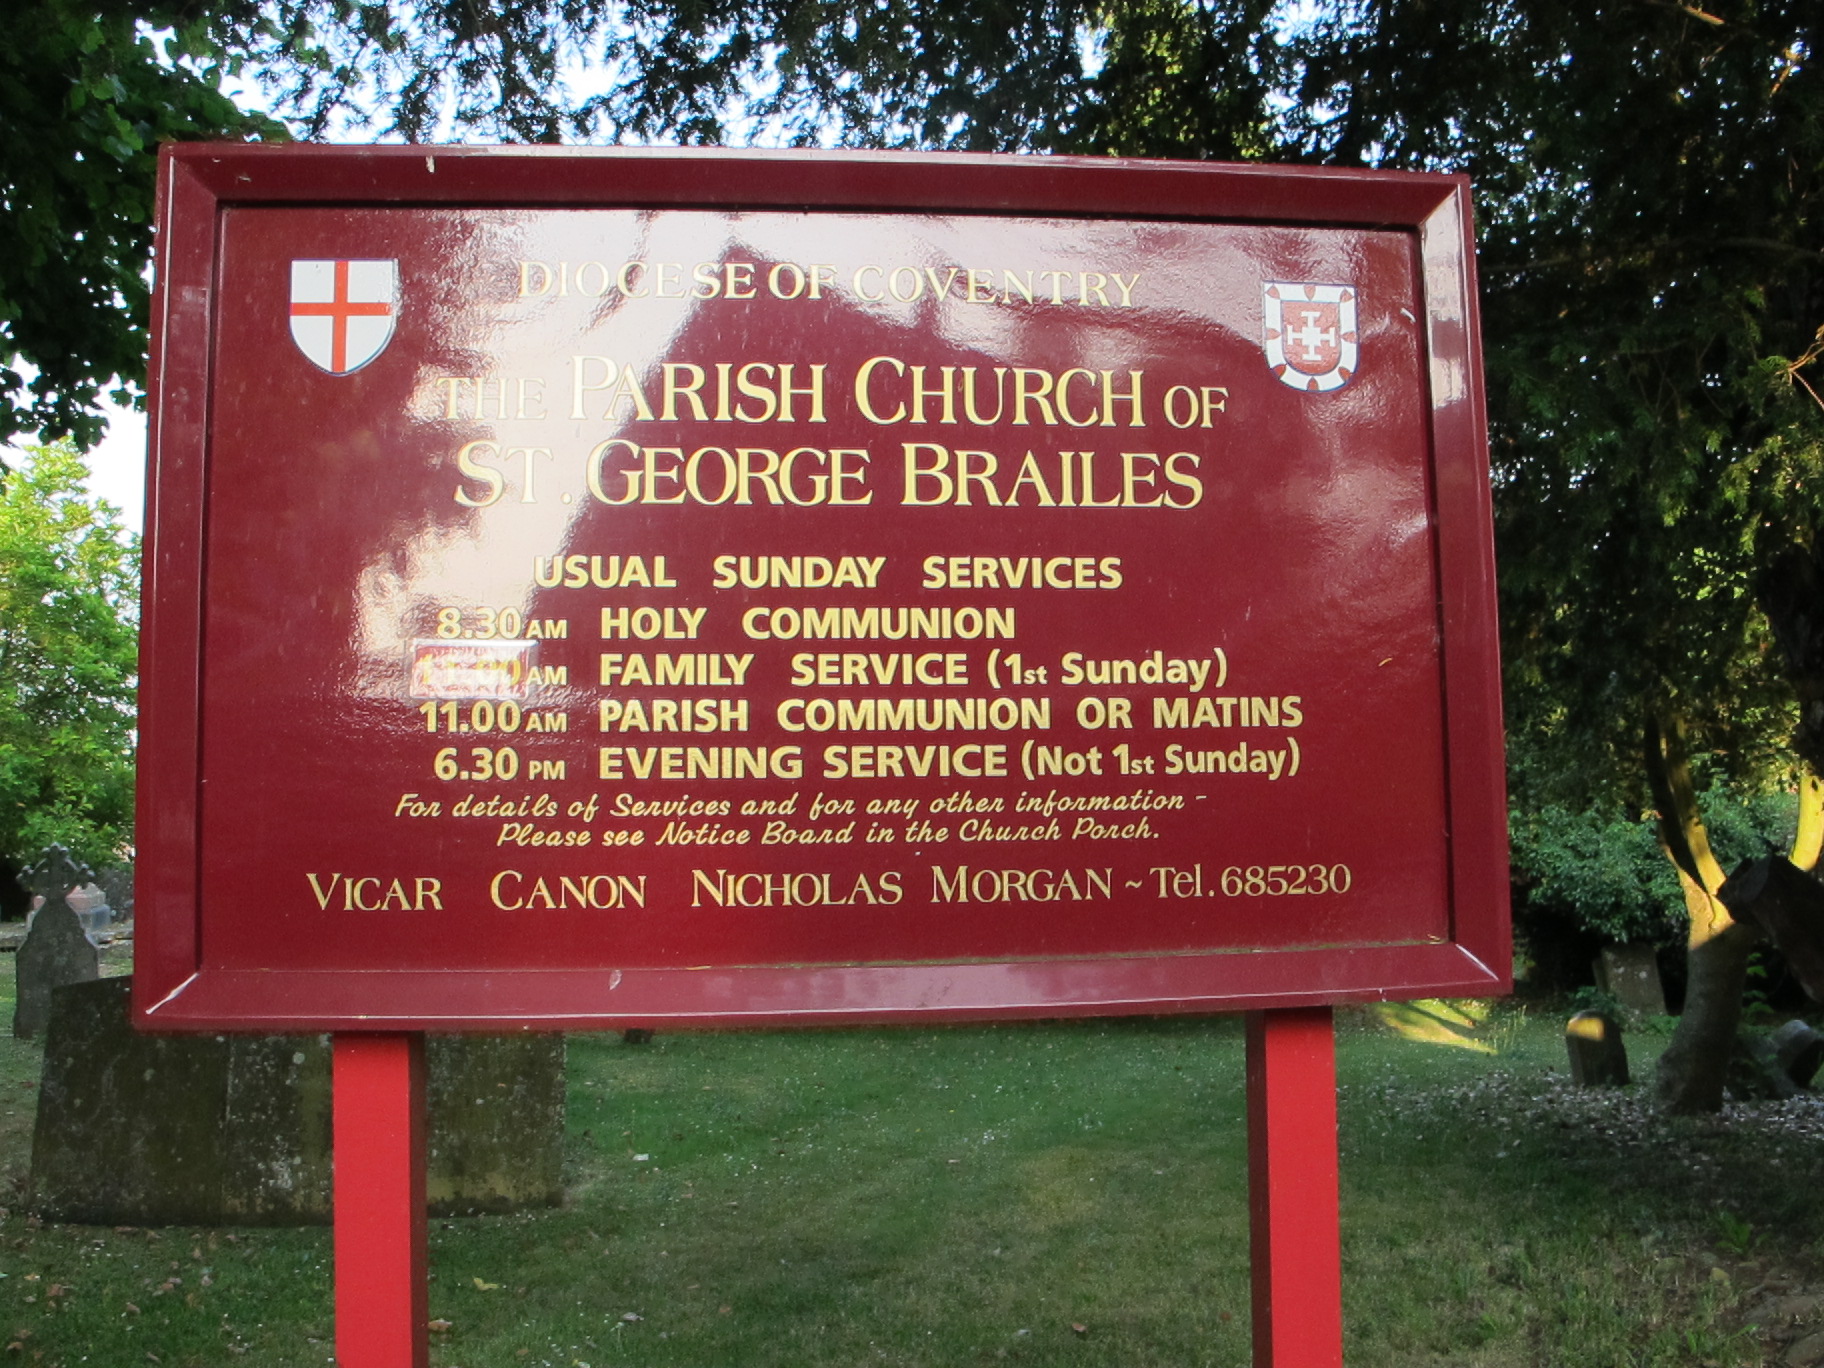 DIOCESE OF COVENTRY
THE PARISH CHURCH OF
ST. GEORGE BRAILES
USUAL SUNDAY SERVICES
8.30 AM HOLY COMMUNION
AM FAMILY SERVICE (1st Sunday)
11.00 AM PARISH COMMUNION OR MATINS
6.30 PM EVENING SERVICE (Not 1st Sunday)
For details of Services and for any other information -
Please see Notice Board in the Church Porch.
VICAR CANON NICHOLAS MORGAN ~ Tel. 685230